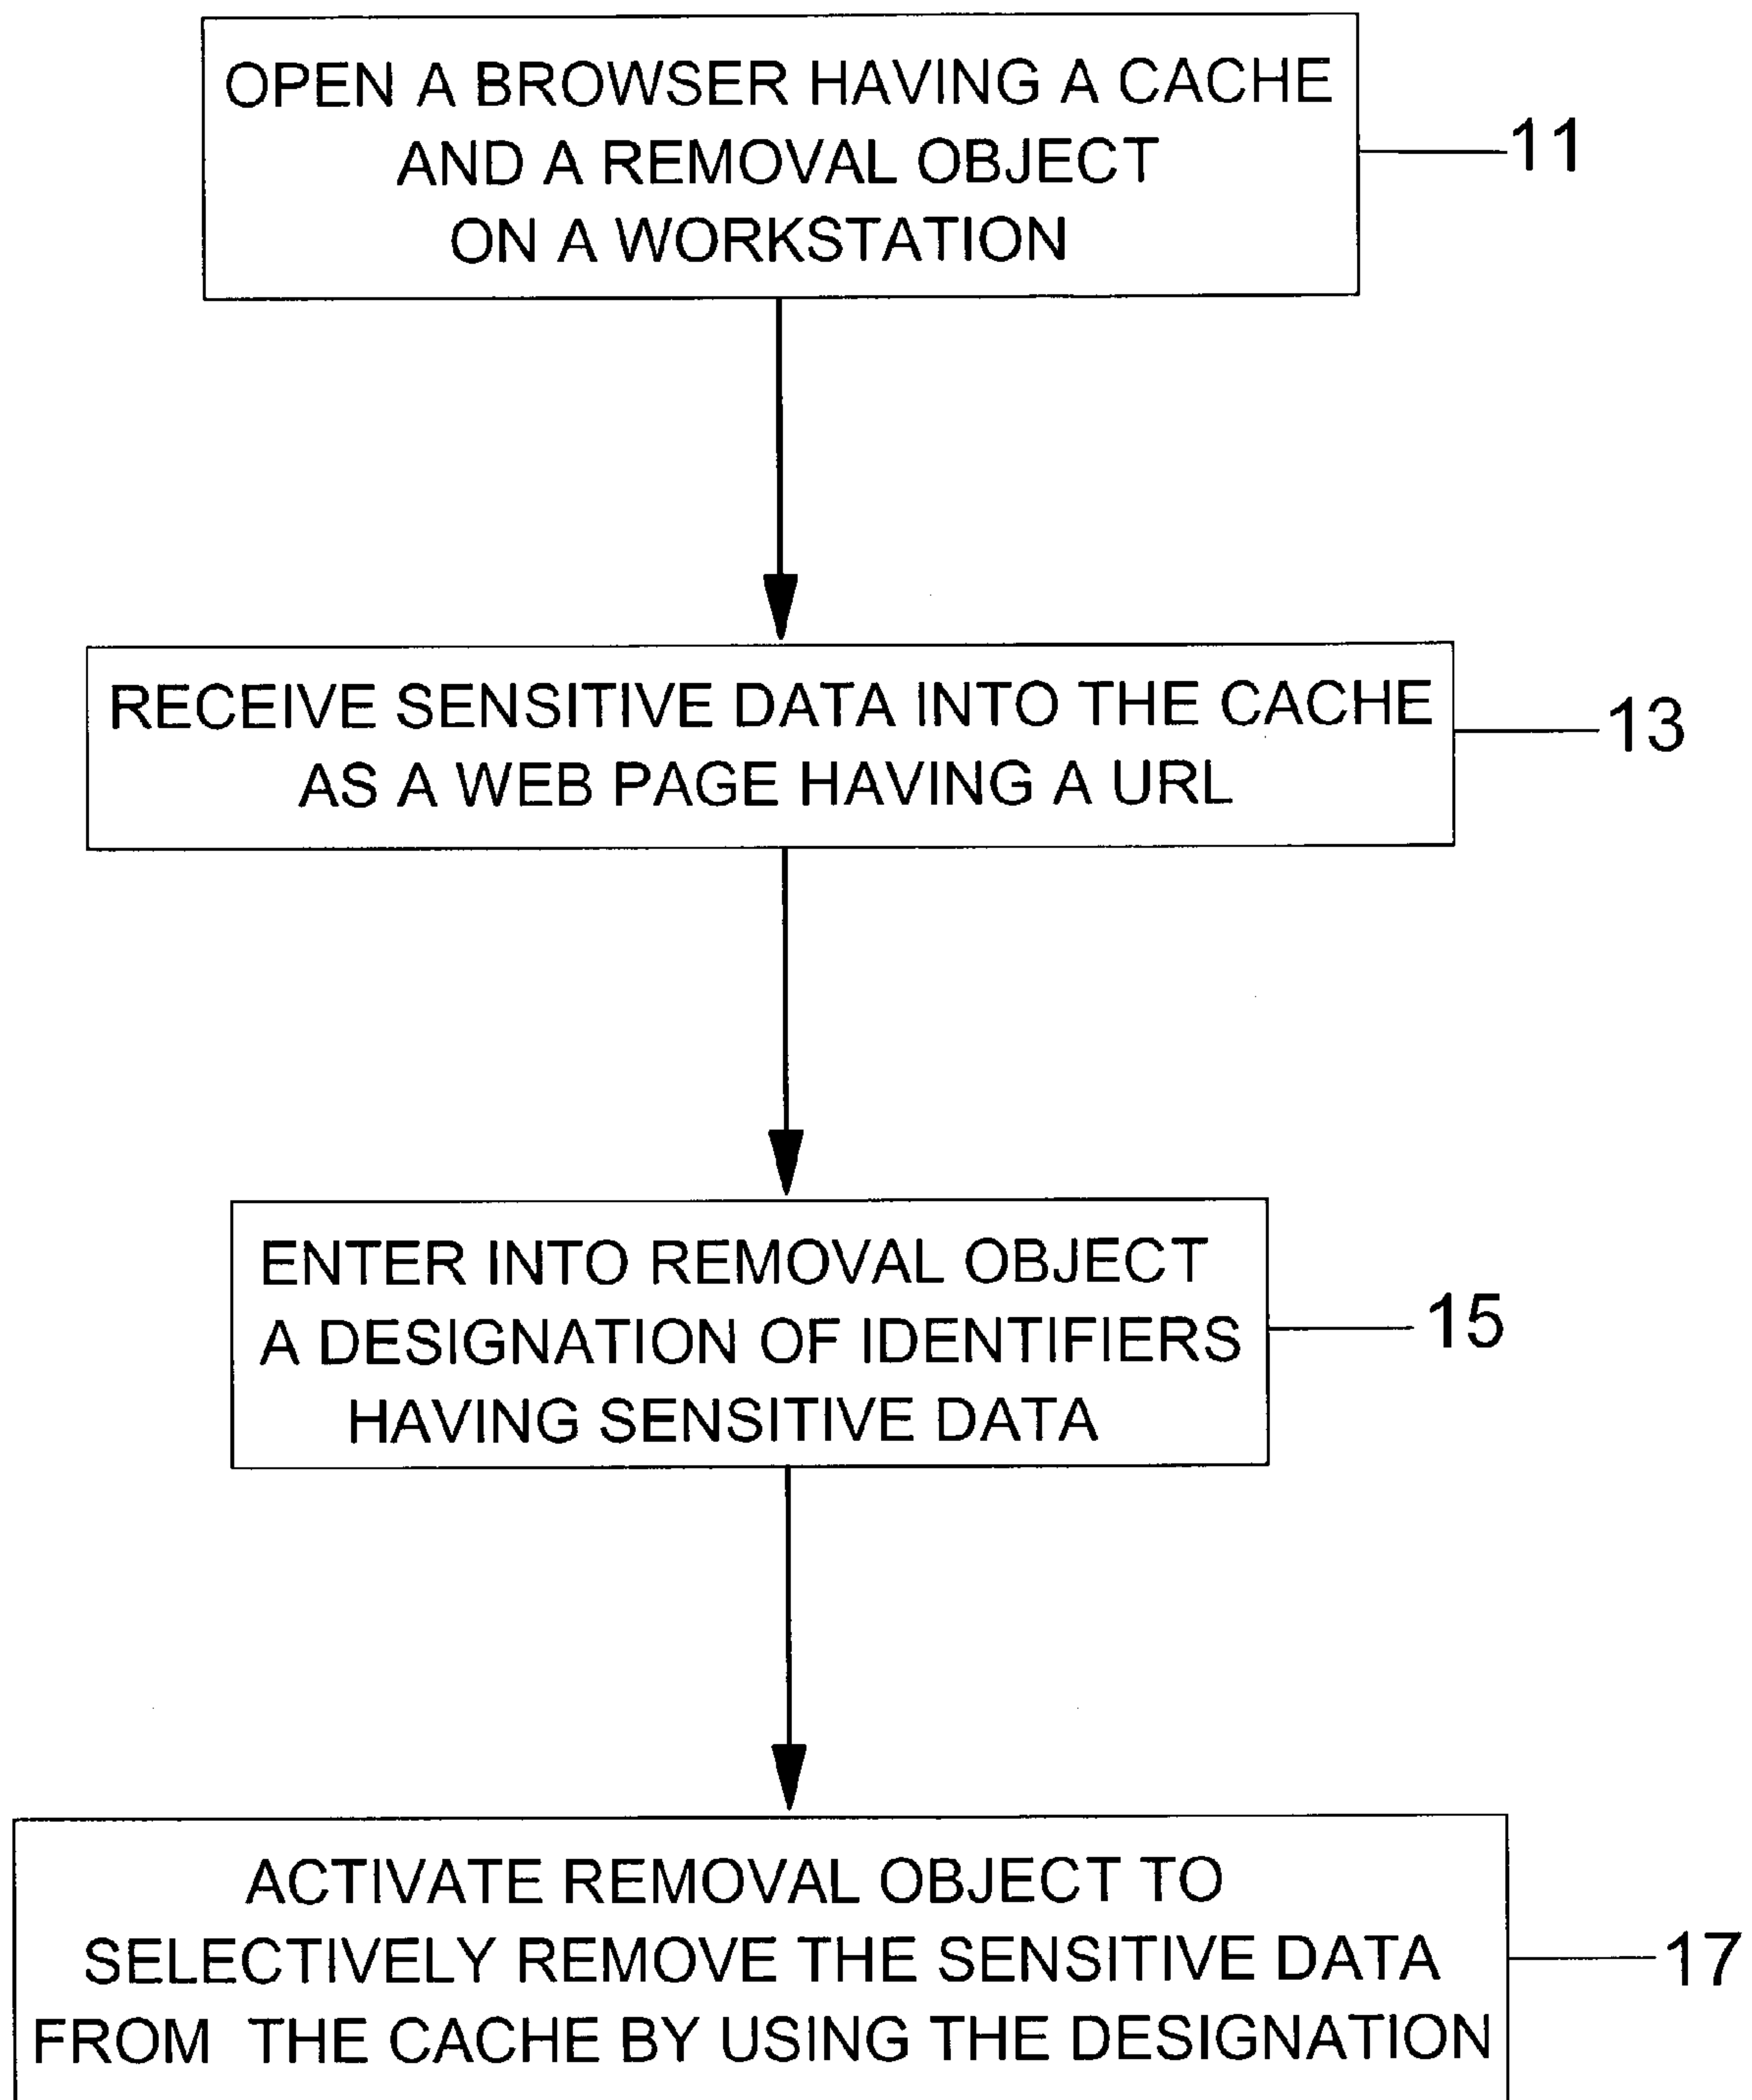 OPEN A BROWSER HAVING A CACHE
AND A REMOVAL OBJECT
ON A WORKSTATION
11
RECEIVE SENSITIVE DATA INTO THE CACHE
AS A WEB PAGE HAVING A URL
13
ENTER INTO REMOVAL OBJECT
A DESIGNATION OF IDENTIFIERS
HAVING SENSITIVE DATA
15
ACTIVATE REMOVAL OBJECT TO
SELECTIVELY REMOVE THE SENSITIVE DATA
FROM THE CACHE BY USING THE DESIGNATION
17